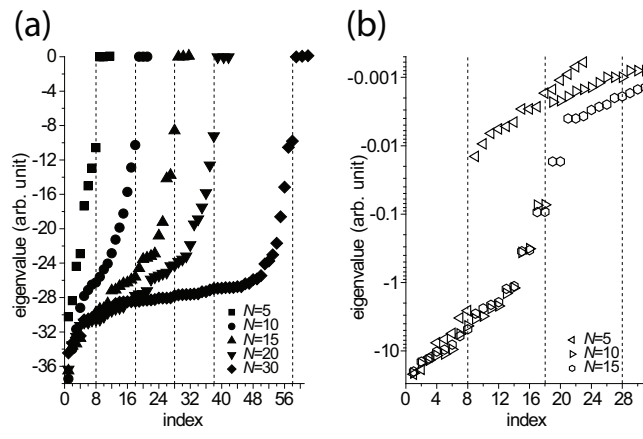 (a)
0
-4
-8
-12
-16
-20
-24
-28
-32
-36
eigenvalue (arb. unit)
N=5
N=10
N=15
N=20
N=30
0 8 16 24 32 40 48 56
index
(b)
-0.001
-0.01
-0.1
-1
-10
eigenvalue (arb. unit)
N=5
N=10
N=15
0 4 8 12 16 20 24 28
index